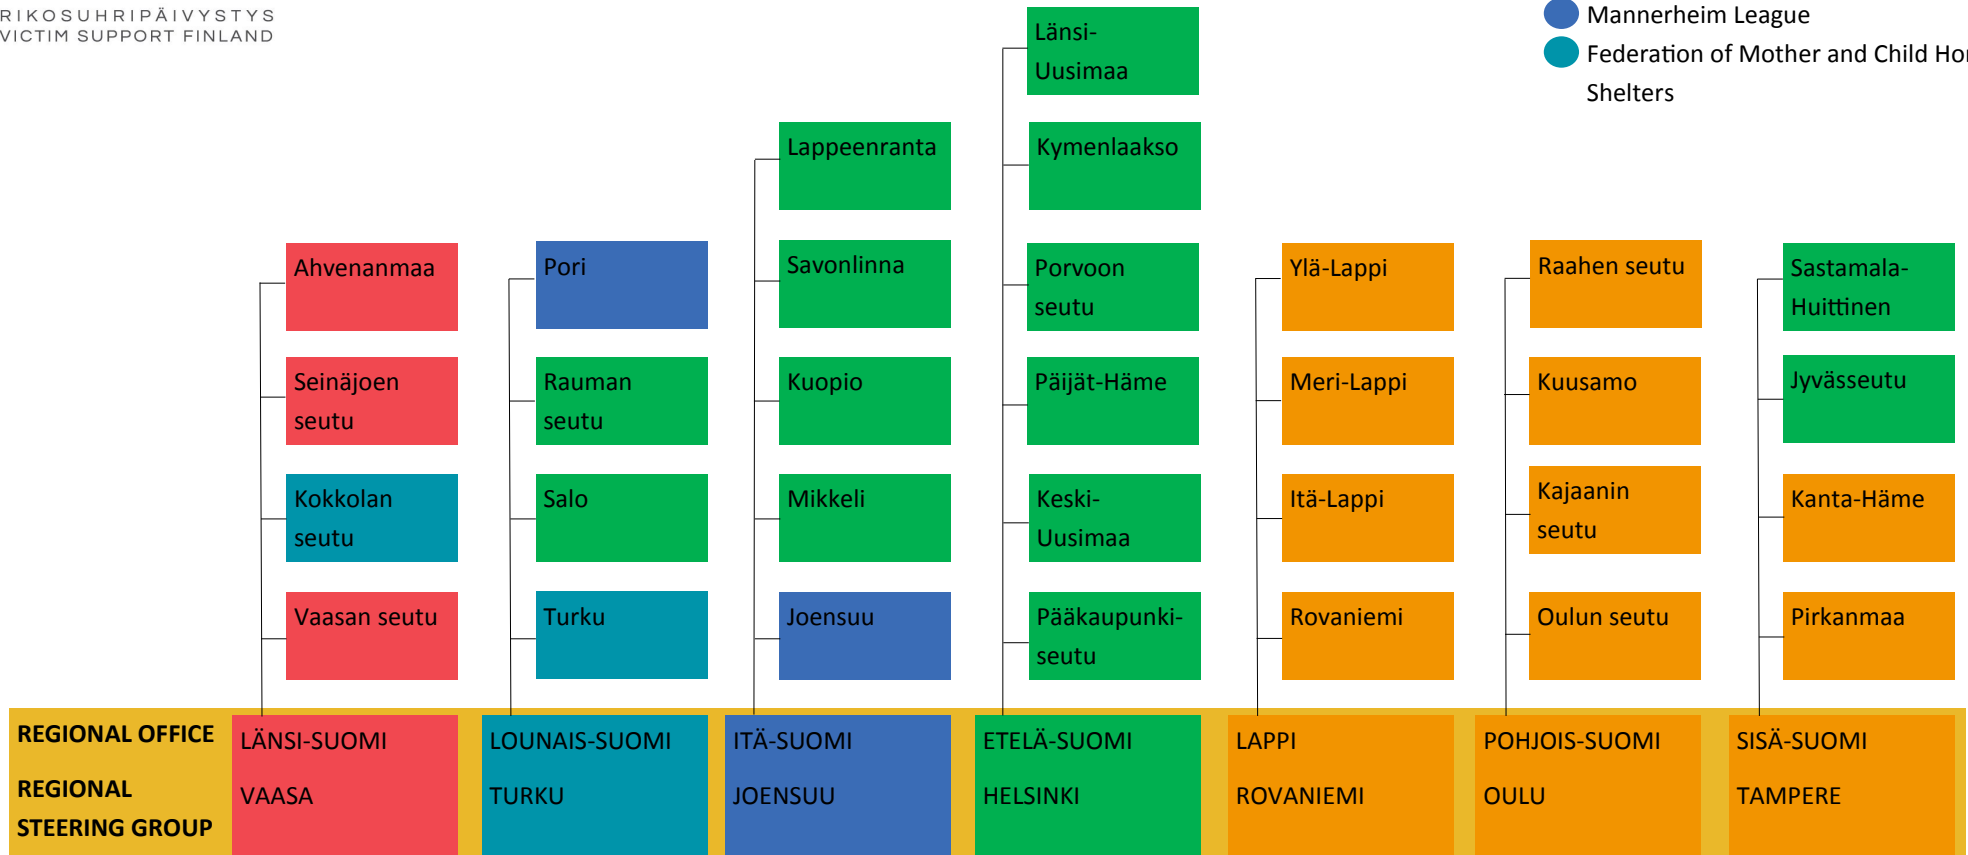 RIKOSUHRIPÄIVYSTYS
VICTIM SUPPORT FINLAND
Mannerheim League
Federation of Mother and Child
Shelters
Länsi-
Uusimaa
Lappeenranta
Kymenlaakso
Ahvenanmaa
Pori
Savonlinna
Porvoon
seutu
Ylä-Lappi
Raahen seutu
Sastamala-
Huittinen
Seinäjoen
seutu
Rauman
seutu
Kuopio
Päijät-Häme
Meri-Lappi
Kuusamo
Jyvässeutu
Kokkolan
seutu
Salo
Mikkeli
Keski-
Uusimaa
Itä-Lappi
Kajaanin
seutu
Kanta-Häme
Vaasan seutu
Turku
Joensuu
Pääkaupunki-
seutu
Rovaniemi
Oulun seutu
Pirkanmaa
REGIONAL OFFICE
LÄNSI-SUOMI
LOUNAIS-SUOMI
ITÄ-SUOMI
ETELÄ-SUOMI
LAPPI
POHJOIS-SUOMI
SISÄ-SUOMI
REGIONAL
STEERING GROUP
VAASA
TURKU
JOENSUU
HELSINKI
ROVANIEMI
OULU
TAMPERE